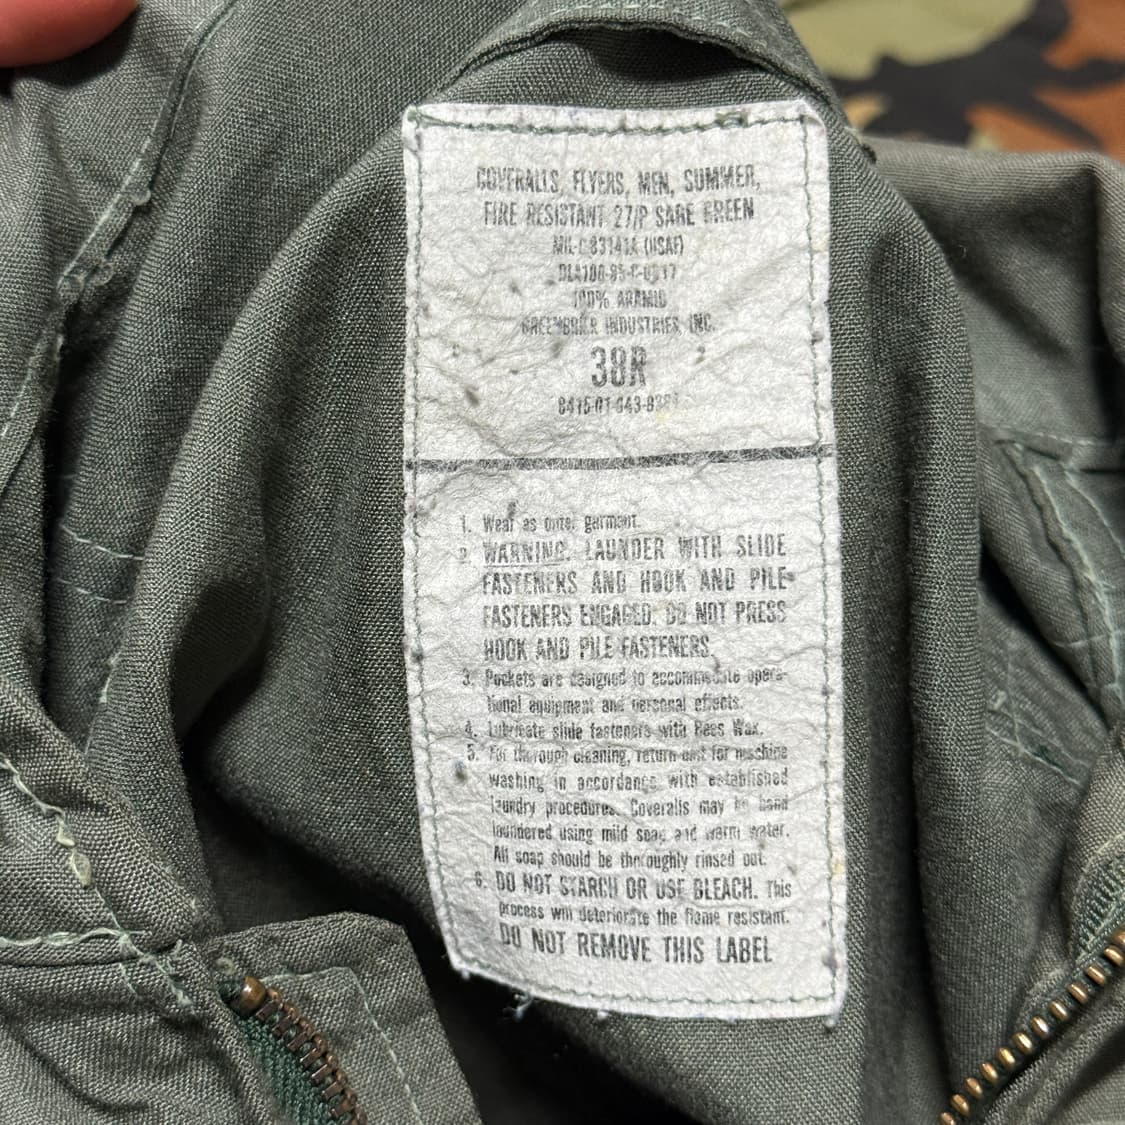 COVERALLS, FLYERS, MEN, SUMMER,
FIRE RESISTANT 27/P SAGE GREEN
MIL-C-83141A (USAF)
100% ARAMID
GREENBRIER INDUSTRIES, INC.
38R
1. Wear as outer garment.
2. WARNING. LAUNDER WITH SLIDE
FASTENERS AND HOOK AND PILE
FASTENERS ENGAGED. DO NOT PRESS
HOOK AND PILE FASTENERS.
3. Pockets are designed to accommodate opera-
tional equipment and personal effects.
4. Lubricate slide fasteners with Bees Wax.
5. For thorough cleaning, return unit for machine
washing in accordance with established
laundry procedures. Coveralls may be hand
laundered using mild soap and warm water.
All soap should be thoroughly rinsed out.
6. DO NOT STARCH OR USE BLEACH. This
process will deteriorate the flame resistant.
DO NOT REMOVE THIS LABEL